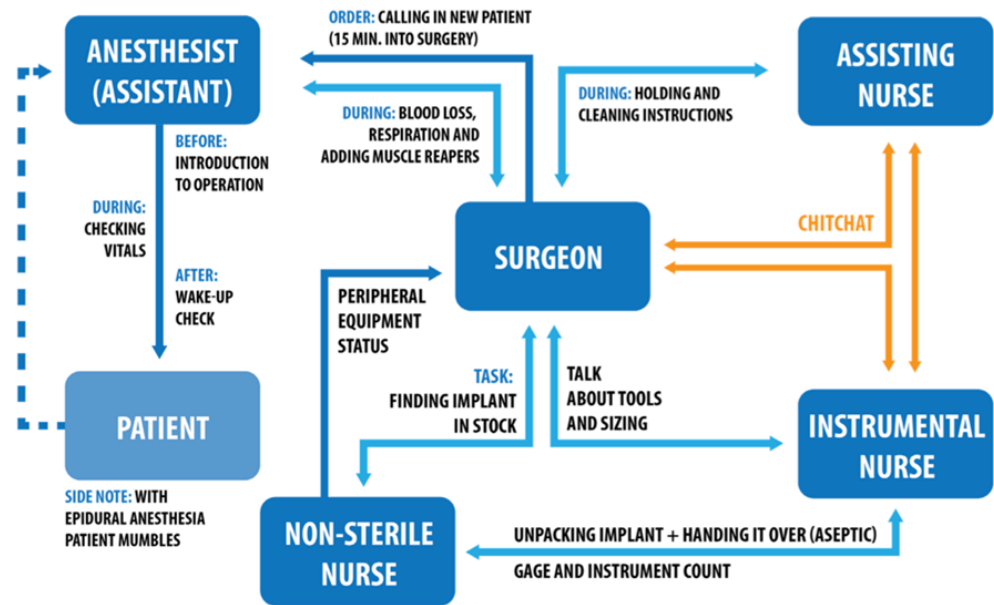 ORDER: CALLING IN NEW PATIENT
(15 MIN. INTO SURGERY)
ANESTHESIST
(ASSISTANT)
ASSISTING
NURSE
DURING: BLOOD LOSS,
RESPIRATION AND
ADDING MUSCLE REAPERS
DURING: HOLDING AND
CLEANING INSTRUCTIONS
BEFORE:
INTRODUCTION
TO OPERATION
DURING:
CHECKING
VITALS
AFTER:
WAKE-UP
CHECK
SURGEON
CHITCHAT
PERIPHERAL
EQUIPMENT
STATUS
TASK:
FINDING IMPLANT
IN STOCK
TALK
ABOUT TOOLS
AND SIZING
PATIENT
INSTRUMENTAL
NURSE
SIDE NOTE: WITH
EPIDURAL ANESTHESIA
PATIENT MUMBLES
NON-STERILE
NURSE
UNPACKING IMPLANT + HANDING IT OVER (ASEPTIC)
GAGE AND INSTRUMENT COUNT